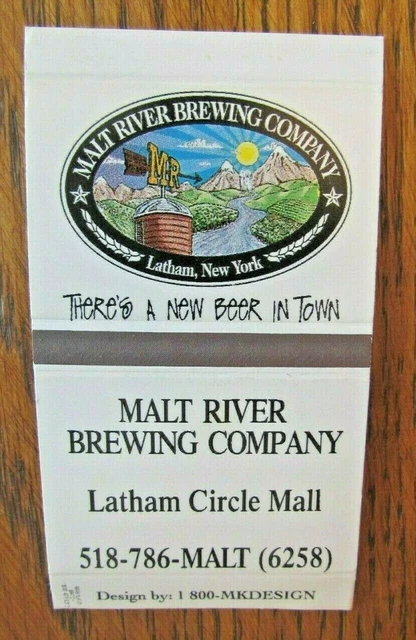 MALT RIVER BREWING COMPANY
MR
Latham, New York
THERE'S A NEW BEER IN TOWN
MALT RIVER
BREWING COMPANY
Latham Circle Mall
518-786-MALT (6258)
Design by: 1 800-MKDESIGN